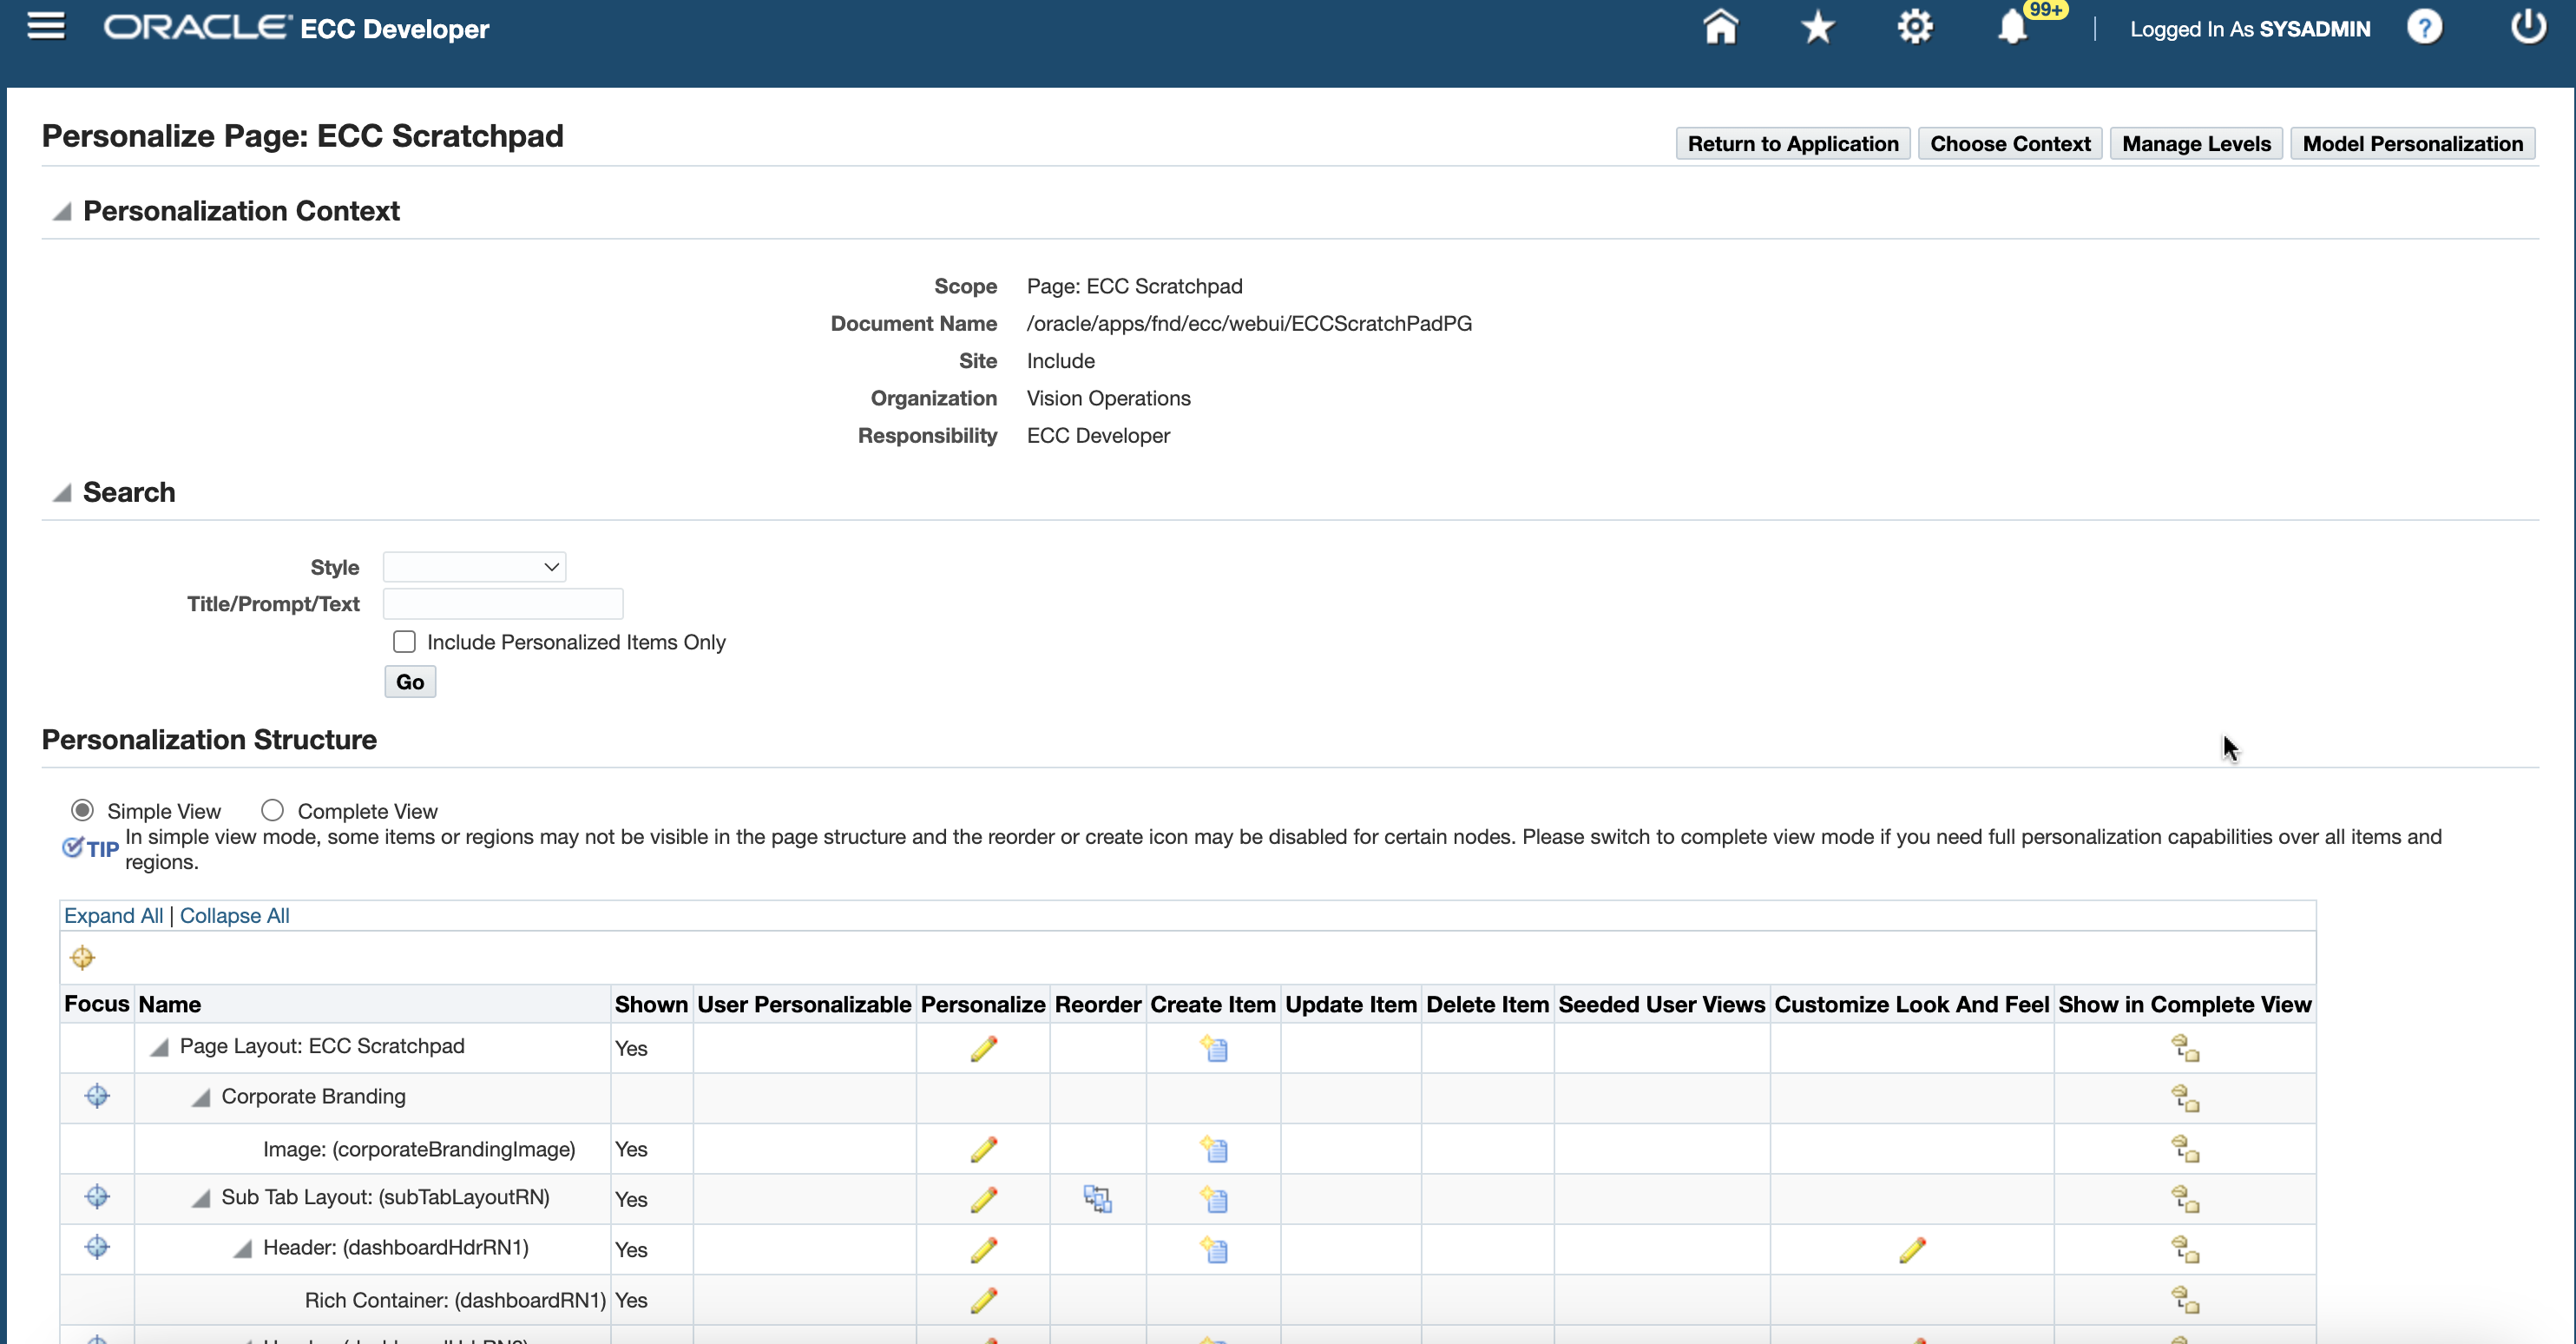 ORACLE ECC Developer
99+
Logged In As SYSADMIN
?
Personalize Page: ECC Scratchpad
Return to Application Choose Context Manage Levels Model Personalization
Personalization Context
Scope Page: ECC Scratchpad
Document Name /oracle/apps/fnd/ecc/webui/ECCScratchPadPG
Site Include
Organization Vision Operations
Responsibility ECC Developer
Search
Style
Title/Prompt/Text
Include Personalized Items Only
Go
Personalization Structure
Simple View Complete View
TIP In simple view mode, some items or regions may not be visible in the page structure and the reorder or create icon may be disabled for certain nodes. Please switch to complete view mode if you need full personalization capabilities over all items and
regions.
Expand All | Collapse All
Focus Name Shown User Personalizable Personalize Reorder Create Item Update Item Delete Item Seeded User Views Customize Look And Feel Show in Complete View
Page Layout: ECC Scratchpad Yes
Corporate Branding
Image: (corporateBrandingImage) Yes
Sub Tab Layout: (subTabLayoutRN) Yes
Header: (dashboardHdrRN1) Yes
Rich Container: (dashboardRN1) Yes